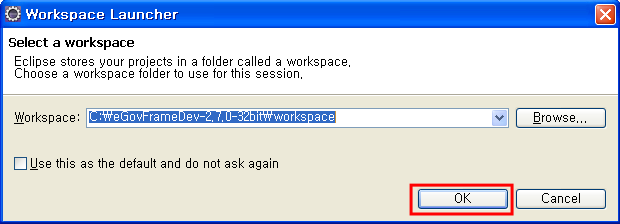 Workspace Launcher
Select a workspace
Eclipse stores your projects in a folder called a workspace.
Choose a workspace folder to use for this session.
Workspace: C:₩eGovFrameDev-2.7.0-32bit₩workspace Browse...
Use this as the default and do not ask again
OK Cancel